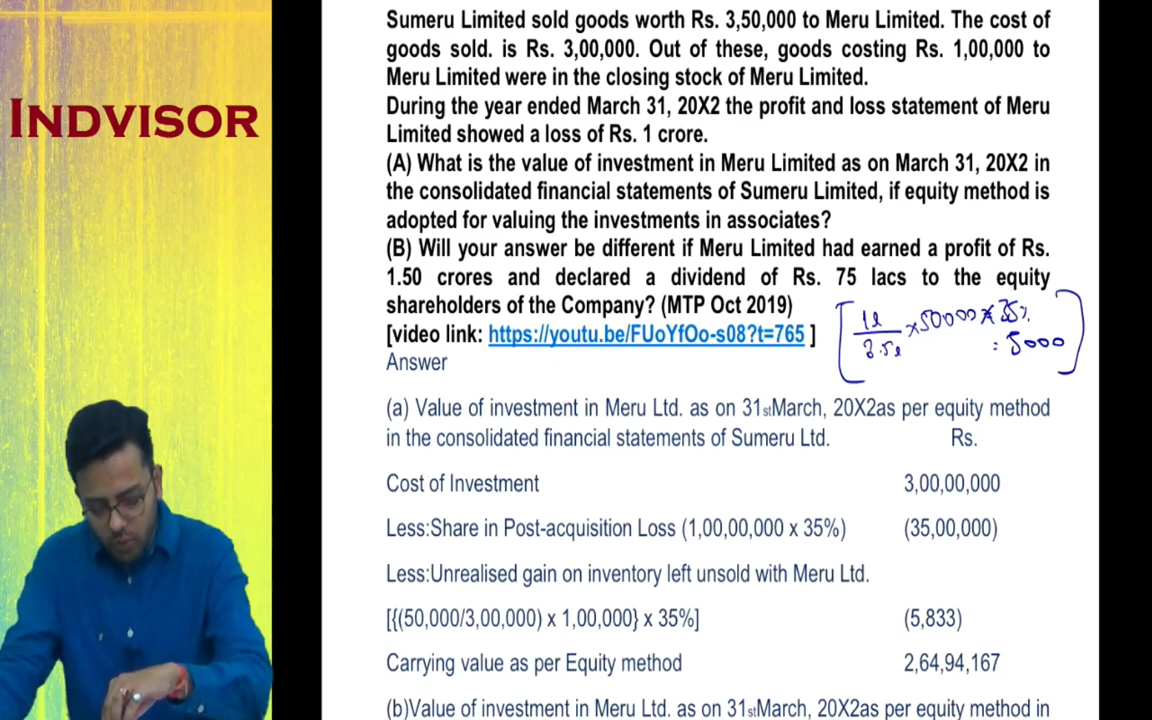 INDVISOR
Sumeru Limited sold goods worth Rs. 3,50,000 to Meru Limited. The cost of
goods sold. is Rs. 3,00,000. Out of these, goods costing Rs. 1,00,000 to
Meru Limited were in the closing stock of Meru Limited.
During the year ended March 31, 20X2 the profit and loss statement of Meru
Limited showed a loss of Rs. 1 crore.
(A) What is the value of investment in Meru Limited as on March 31, 20X2 in
the consolidated financial statements of Sumeru Limited, if equity method is
adopted for valuing the investments in associates?
(B) Will your answer be different if Meru Limited had earned a profit of Rs.
1.50 crores and declared a dividend of Rs. 75 lacs to the equity
shareholders of the Company? (MTP Oct 2019)
[video link: https://youtu.be/FUoYfOo-s08?t=765 ]
[1l/3.5l × 50000 × 35%
= 5000]
Answer
(a) Value of investment in Meru Ltd. as on 31stMarch, 20X2as per equity method
in the consolidated financial statements of Sumeru Ltd. Rs.
Cost of Investment 3,00,00,000
Less:Share in Post-acquisition Loss (1,00,00,000 x 35%) (35,00,000)
Less:Unrealised gain on inventory left unsold with Meru Ltd.
[{(50,000/3,00,000) x 1,00,000} x 35%] (5,833)
Carrying value as per Equity method 2,64,94,167
(b)Value of investment in Meru Ltd. as on 31stMarch, 20X2as per equity method in